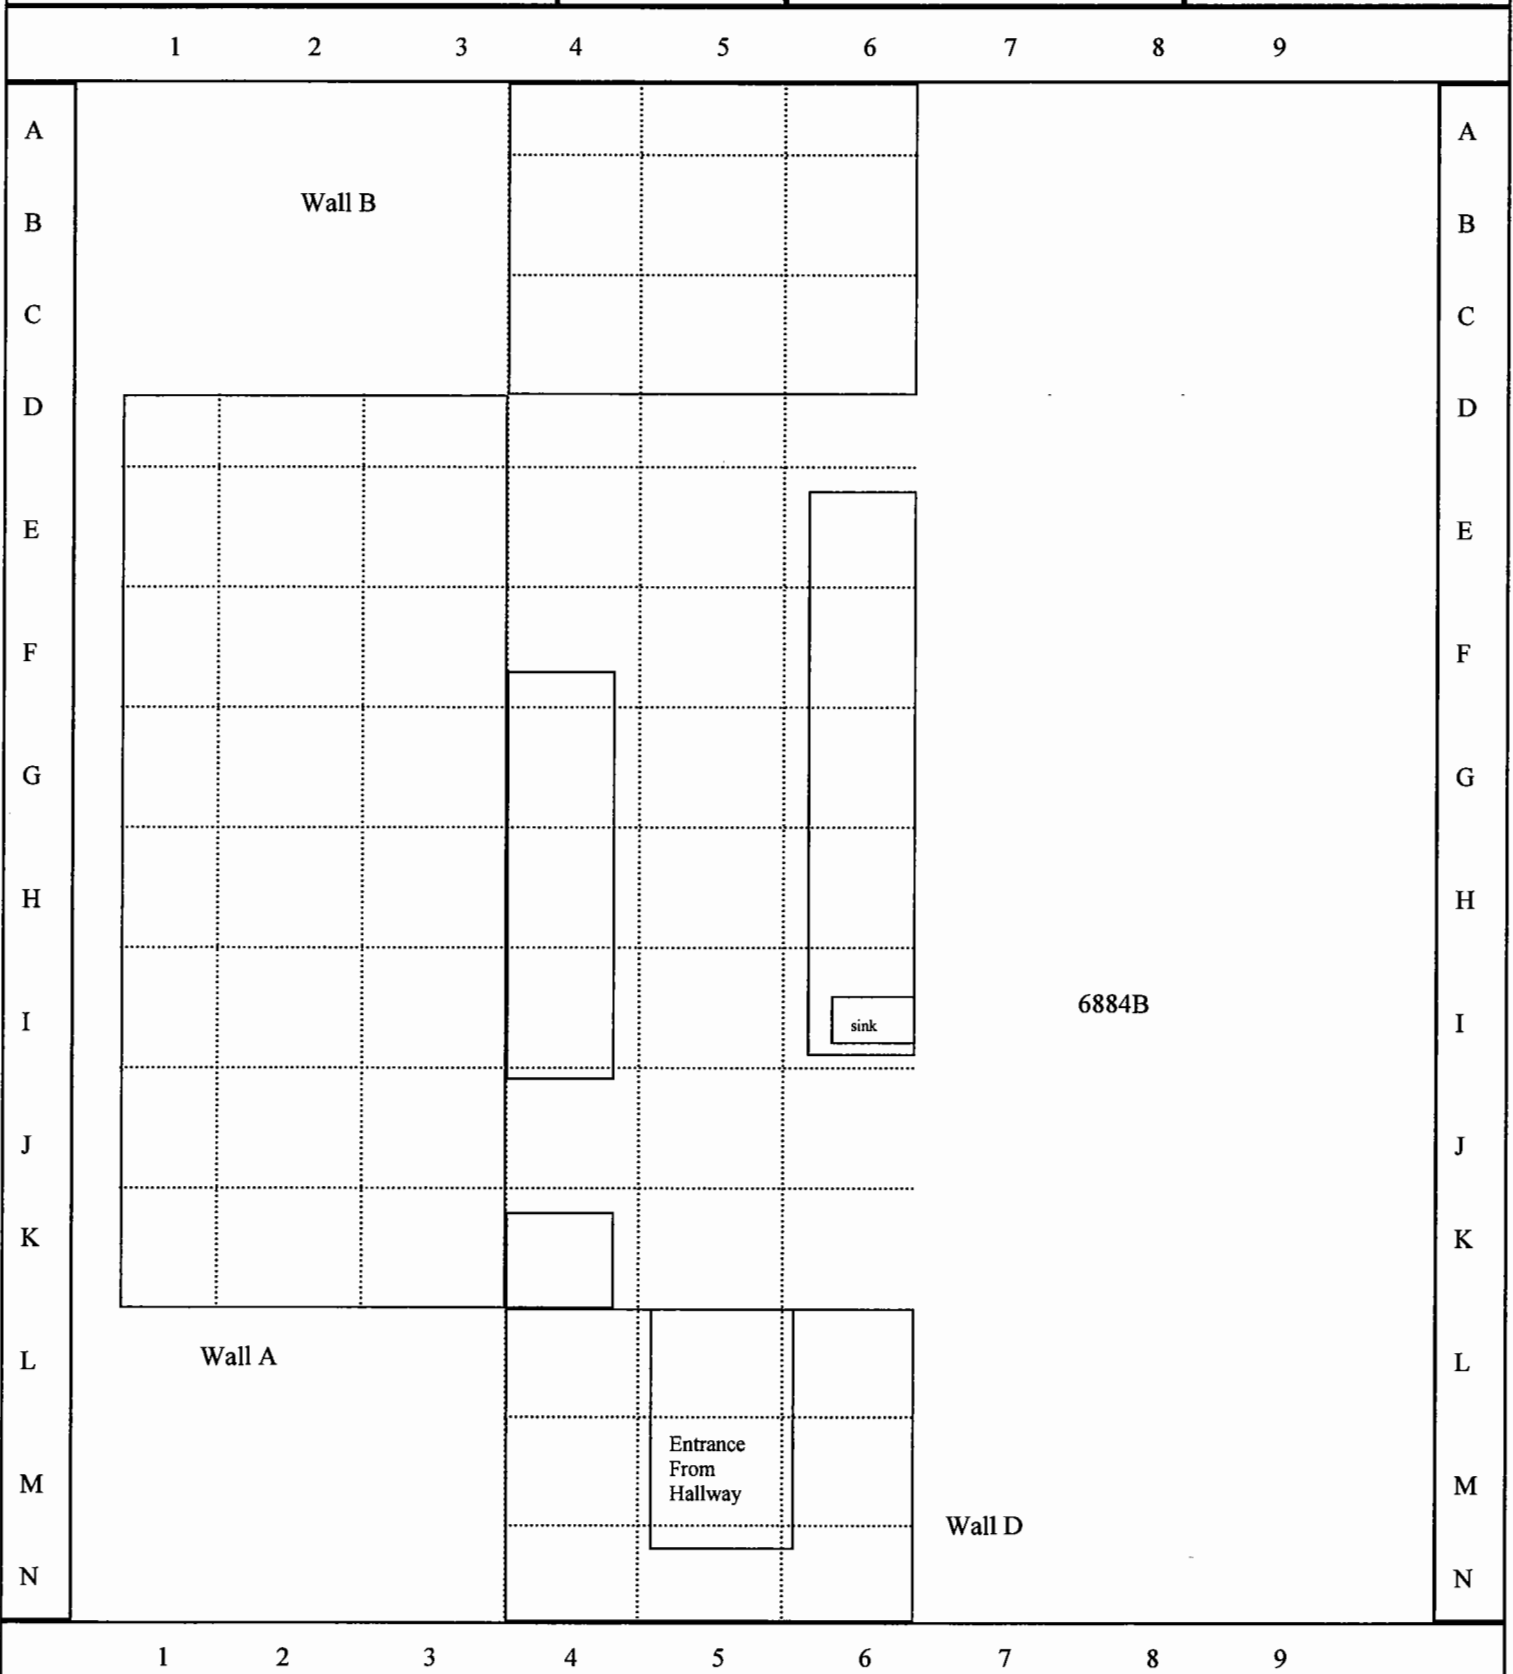 1 2 3 4 5 6 7 8 9
A A
Wall B
B B
C C
D D
E E
F F
G G
H H
6884B
I sink I
J J
K K
Wall A
L L
Entrance
From
Hallway
M M
Wall D
N N
1 2 3 4 5 6 7 8 9